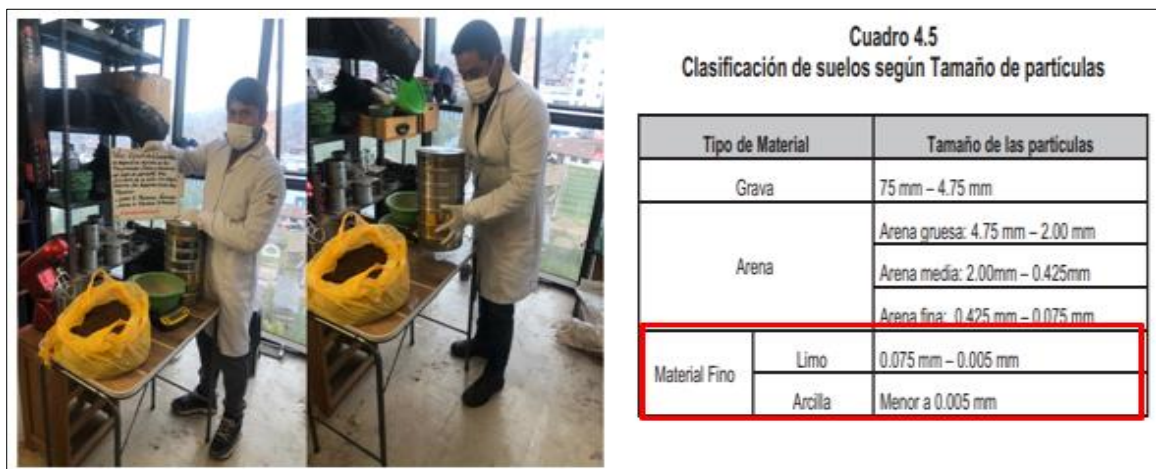 Cuadro 4.5
Clasificación de suelos según Tamaño de partículas
Tipo de Material Tamaño de las partículas
Grava 75 mm – 4.75 mm
Arena Arena gruesa: 4.75 mm – 2.00 mm
Arena media: 2.00mm – 0.425mm
Arena fina: 0.425 mm – 0.075 mm
Material Fino Limo 0.075 mm – 0.005 mm
Arcilla Menor a 0.005 mm